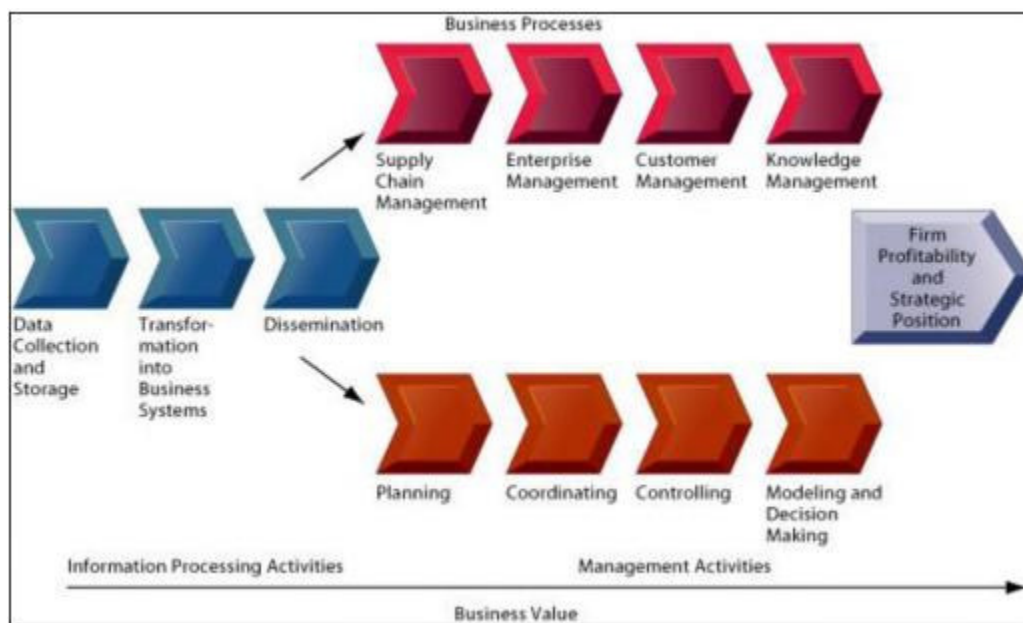 Business Processes
Supply
Chain
Management
Enterprise
Management
Customer
Management
Knowledge
Management
Data
Collection
and
Storage
Transfor-
mation
into
Business
Systems
Dissemination
Firm
Profitability
and
Strategic
Position
Planning
Coordinating
Controlling
Modeling and
Decision
Making
Information Processing Activities
Management Activities
Business Value